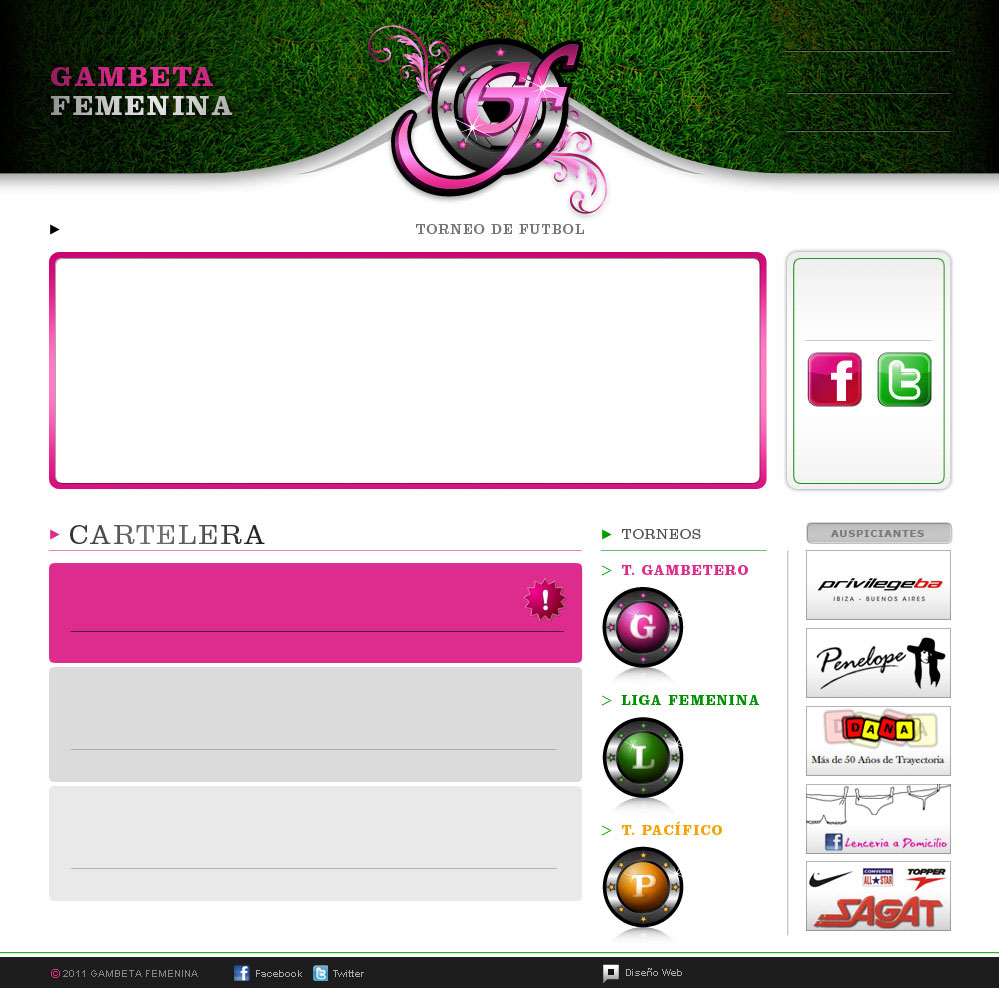 GAMBETA
FEMENINA
Gf
TORNEO DE FUTBOL
f
t
CARTELERA
!
TORNEOS
> T. GAMBETERO
G
> LIGA FEMENINA
L
> T. PACÍFICO
P
AUSPICIANTES
privilegeba
IBIZA - BUENOS AIRES
Penelope
DANA
Más de 50 Años de Trayectoria
f Lenceria a Domicilio
CONVERSE
ALL ★ STAR
TOPPER
SAGAT
© 2011 GAMBETA FEMENINA
f Facebook
t Twitter
Diseño Web